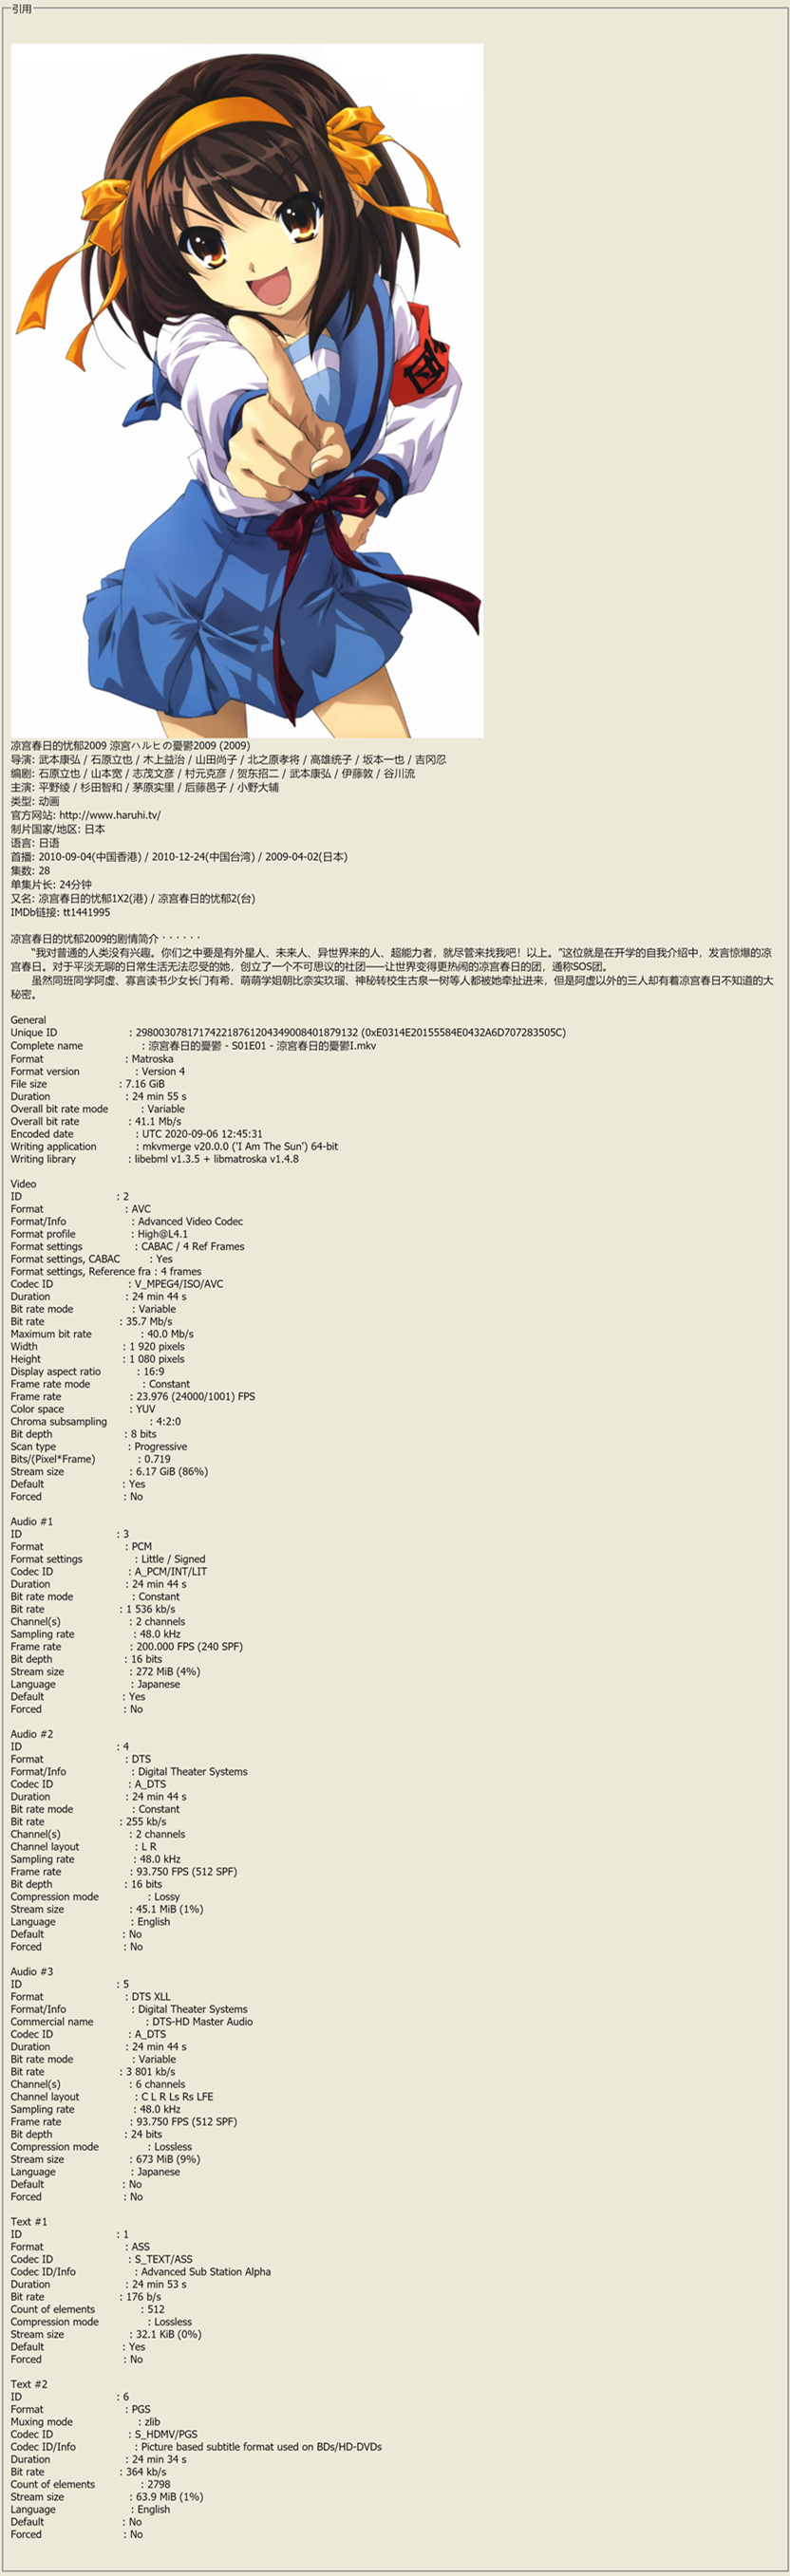 引用
団
凉宫春日的忧郁2009 涼宮ハルヒの憂鬱2009 (2009)
导演: 武本康弘 / 石原立也 / 木上益治 / 山田尚子 / 北之原孝将 / 高雄统子 / 坂本一也 / 吉冈忍
编剧: 石原立也 / 山本宽 / 志茂文彦 / 村元克彦 / 贺东招二 / 武本康弘 / 伊藤敦 / 谷川流
主演: 平野绫 / 杉田智和 / 茅原实里 / 后藤邑子 / 小野大辅
类型: 动画
官方网站: http://www.haruhi.tv/
制片国家/地区: 日本
语言: 日语
首播: 2010-09-04(中国香港) / 2010-12-24(中国台湾) / 2009-04-02(日本)
集数: 28
单集片长: 24分钟
又名: 凉宫春日的忧郁1X2(港) / 凉宫春日的忧郁2(台)
IMDb链接: tt1441995
凉宫春日的忧郁2009的剧情简介 · · · · · ·
“我对普通的人类没有兴趣。你们之中要是有外星人、未来人、异世界来的人、超能力者，就尽管来找我吧！以上。”这位就是在开学的自我介绍中，发言惊爆的凉
宫春日。对于平淡无聊的日常生活无法忍受的她，创立了一个不可思议的社团——让世界变得更热闹的凉宫春日的团，通称SOS团。
虽然同班同学阿虚、寡言读书少女长门有希、萌萌学姐朝比奈实玖瑠、神秘转校生古泉一树等人都被她牵扯进来，但是阿虚以外的三人却有着凉宫春日不知道的大
秘密。
General
Unique ID : 298003078171742218761204349008401879132 (0xE0314E20155584E0432A6D707283505C)
Complete name : 涼宮春日的憂鬱 - S01E01 - 涼宮春日的憂鬱I.mkv
Format : Matroska
Format version : Version 4
File size : 7.16 GiB
Duration : 24 min 55 s
Overall bit rate mode : Variable
Overall bit rate : 41.1 Mb/s
Encoded date : UTC 2020-09-06 12:45:31
Writing application : mkvmerge v20.0.0 ('I Am The Sun') 64-bit
Writing library : libebml v1.3.5 + libmatroska v1.4.8
Video
ID : 2
Format : AVC
Format/Info : Advanced Video Codec
Format profile : High@L4.1
Format settings : CABAC / 4 Ref Frames
Format settings, CABAC : Yes
Format settings, Reference fra : 4 frames
Codec ID : V_MPEG4/ISO/AVC
Duration : 24 min 44 s
Bit rate mode : Variable
Bit rate : 35.7 Mb/s
Maximum bit rate : 40.0 Mb/s
Width : 1 920 pixels
Height : 1 080 pixels
Display aspect ratio : 16:9
Frame rate mode : Constant
Frame rate : 23.976 (24000/1001) FPS
Color space : YUV
Chroma subsampling : 4:2:0
Bit depth : 8 bits
Scan type : Progressive
Bits/(Pixel*Frame) : 0.719
Stream size : 6.17 GiB (86%)
Default : Yes
Forced : No
Audio #1
ID : 3
Format : PCM
Format settings : Little / Signed
Codec ID : A_PCM/INT/LIT
Duration : 24 min 44 s
Bit rate mode : Constant
Bit rate : 1 536 kb/s
Channel(s) : 2 channels
Sampling rate : 48.0 kHz
Frame rate : 200.000 FPS (240 SPF)
Bit depth : 16 bits
Stream size : 272 MiB (4%)
Language : Japanese
Default : Yes
Forced : No
Audio #2
ID : 4
Format : DTS
Format/Info : Digital Theater Systems
Codec ID : A_DTS
Duration : 24 min 44 s
Bit rate mode : Constant
Bit rate : 255 kb/s
Channel(s) : 2 channels
Channel layout : L R
Sampling rate : 48.0 kHz
Frame rate : 93.750 FPS (512 SPF)
Bit depth : 16 bits
Compression mode : Lossy
Stream size : 45.1 MiB (1%)
Language : English
Default : No
Forced : No
Audio #3
ID : 5
Format : DTS XLL
Format/Info : Digital Theater Systems
Commercial name : DTS-HD Master Audio
Codec ID : A_DTS
Duration : 24 min 44 s
Bit rate mode : Variable
Bit rate : 3 801 kb/s
Channel(s) : 6 channels
Channel layout : C L R Ls Rs LFE
Sampling rate : 48.0 kHz
Frame rate : 93.750 FPS (512 SPF)
Bit depth : 24 bits
Compression mode : Lossless
Stream size : 673 MiB (9%)
Language : Japanese
Default : No
Forced : No
Text #1
ID : 1
Format : ASS
Codec ID : S_TEXT/ASS
Codec ID/Info : Advanced Sub Station Alpha
Duration : 24 min 53 s
Bit rate : 176 b/s
Count of elements : 512
Compression mode : Lossless
Stream size : 32.1 KiB (0%)
Default : Yes
Forced : No
Text #2
ID : 6
Format : PGS
Muxing mode : zlib
Codec ID : S_HDMV/PGS
Codec ID/Info : Picture based subtitle format used on BDs/HD-DVDs
Duration : 24 min 34 s
Bit rate : 364 kb/s
Count of elements : 2798
Stream size : 63.9 MiB (1%)
Language : English
Default : No
Forced : No